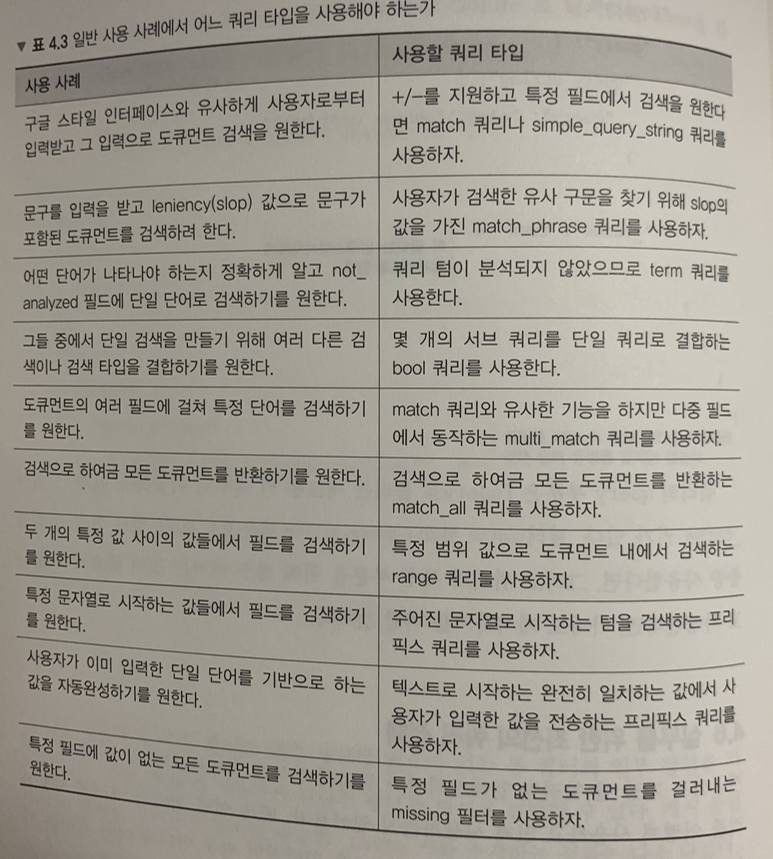 ▼ 표 4.3 일반 사용 사례에서 어느 쿼리 타입을 사용해야 하는가
사용 사례
사용할 쿼리 타입
구글 스타일 인터페이스와 유사하게 사용자로부터
입력받고 그 입력으로 도큐먼트 검색을 원한다.
+/−를 지원하고 특정 필드에서 검색을 원한다
면 match 쿼리나 simple_query_string 쿼리를
사용하자.
문구를 입력을 받고 leniency(slop) 값으로 문구가
포함된 도큐먼트를 검색하려 한다.
사용자가 검색한 유사 구문을 찾기 위해 slop의
값을 가진 match_phrase 쿼리를 사용하자.
어떤 단어가 나타나야 하는지 정확하게 알고 not_
analyzed 필드에 단일 단어로 검색하기를 원한다.
쿼리 텀이 분석되지 않았으므로 term 쿼리를
사용한다.
그들 중에서 단일 검색을 만들기 위해 여러 다른 검
색이나 검색 타입을 결합하기를 원한다.
몇 개의 서브 쿼리를 단일 쿼리로 결합하는
bool 쿼리를 사용한다.
도큐먼트의 여러 필드에 걸쳐 특정 단어를 검색하기
를 원한다.
match 쿼리와 유사한 기능을 하지만 다중 필드
에서 동작하는 multi_match 쿼리를 사용하자.
검색으로 하여금 모든 도큐먼트를 반환하기를 원한다.
검색으로 하여금 모든 도큐먼트를 반환하는
match_all 쿼리를 사용하자.
두 개의 특정 값 사이의 값들에서 필드를 검색하기
를 원한다.
특정 범위 값으로 도큐먼트 내에서 검색하는
range 쿼리를 사용하자.
특정 문자열로 시작하는 값들에서 필드를 검색하기
를 원한다.
주어진 문자열로 시작하는 텀을 검색하는 프리
픽스 쿼리를 사용하자.
사용자가 이미 입력한 단일 단어를 기반으로 하는
값을 자동완성하기를 원한다.
텍스트로 시작하는 완전히 일치하는 값에서 사
용자가 입력한 값을 전송하는 프리픽스 쿼리를
사용하자.
특정 필드에 값이 없는 모든 도큐먼트를 검색하기를
원한다.
특정 필드가 없는 도큐먼트를 걸러내는
missing 필터를 사용하자.